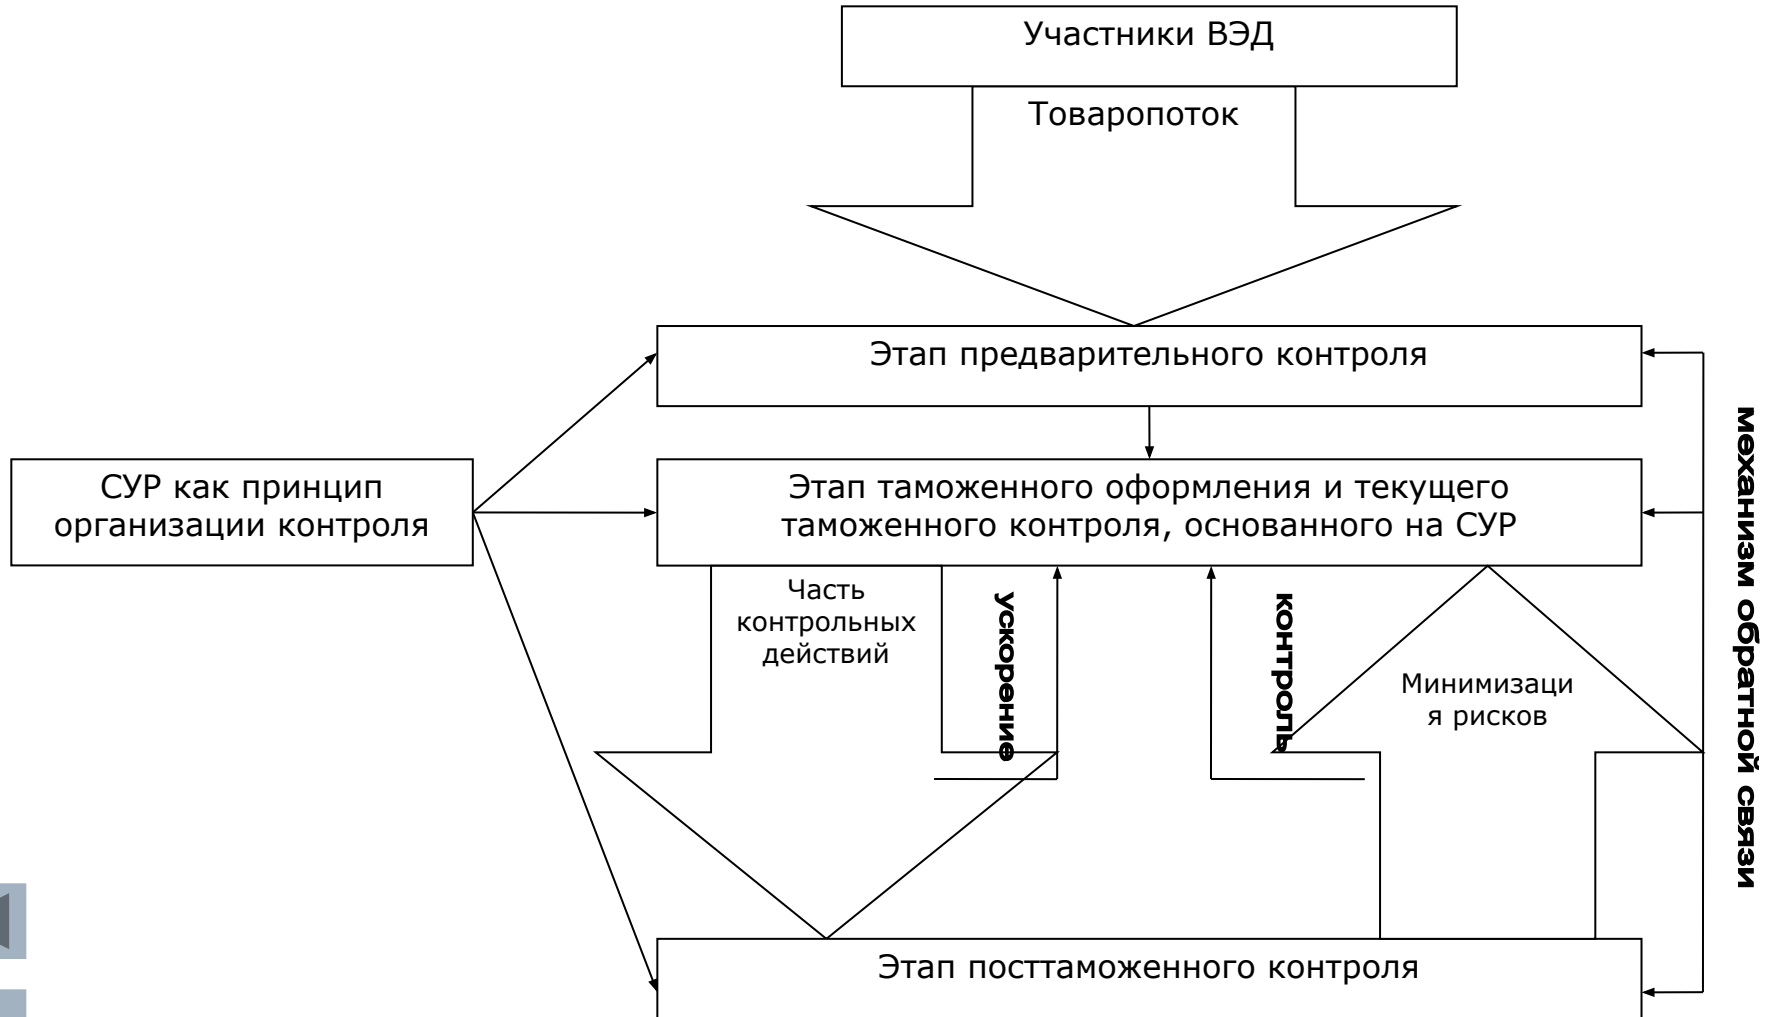 Участники ВЭД
Товаропоток
Этап предварительного контроля
СУР как принцип
организации контроля
Этап таможенного оформления и текущего
таможенного контроля, основанного на СУР
Часть
контрольных
действий
ускорение
контроль
Минимизаци
я рисков
механизм обратной связи
Этап посттаможенного контроля